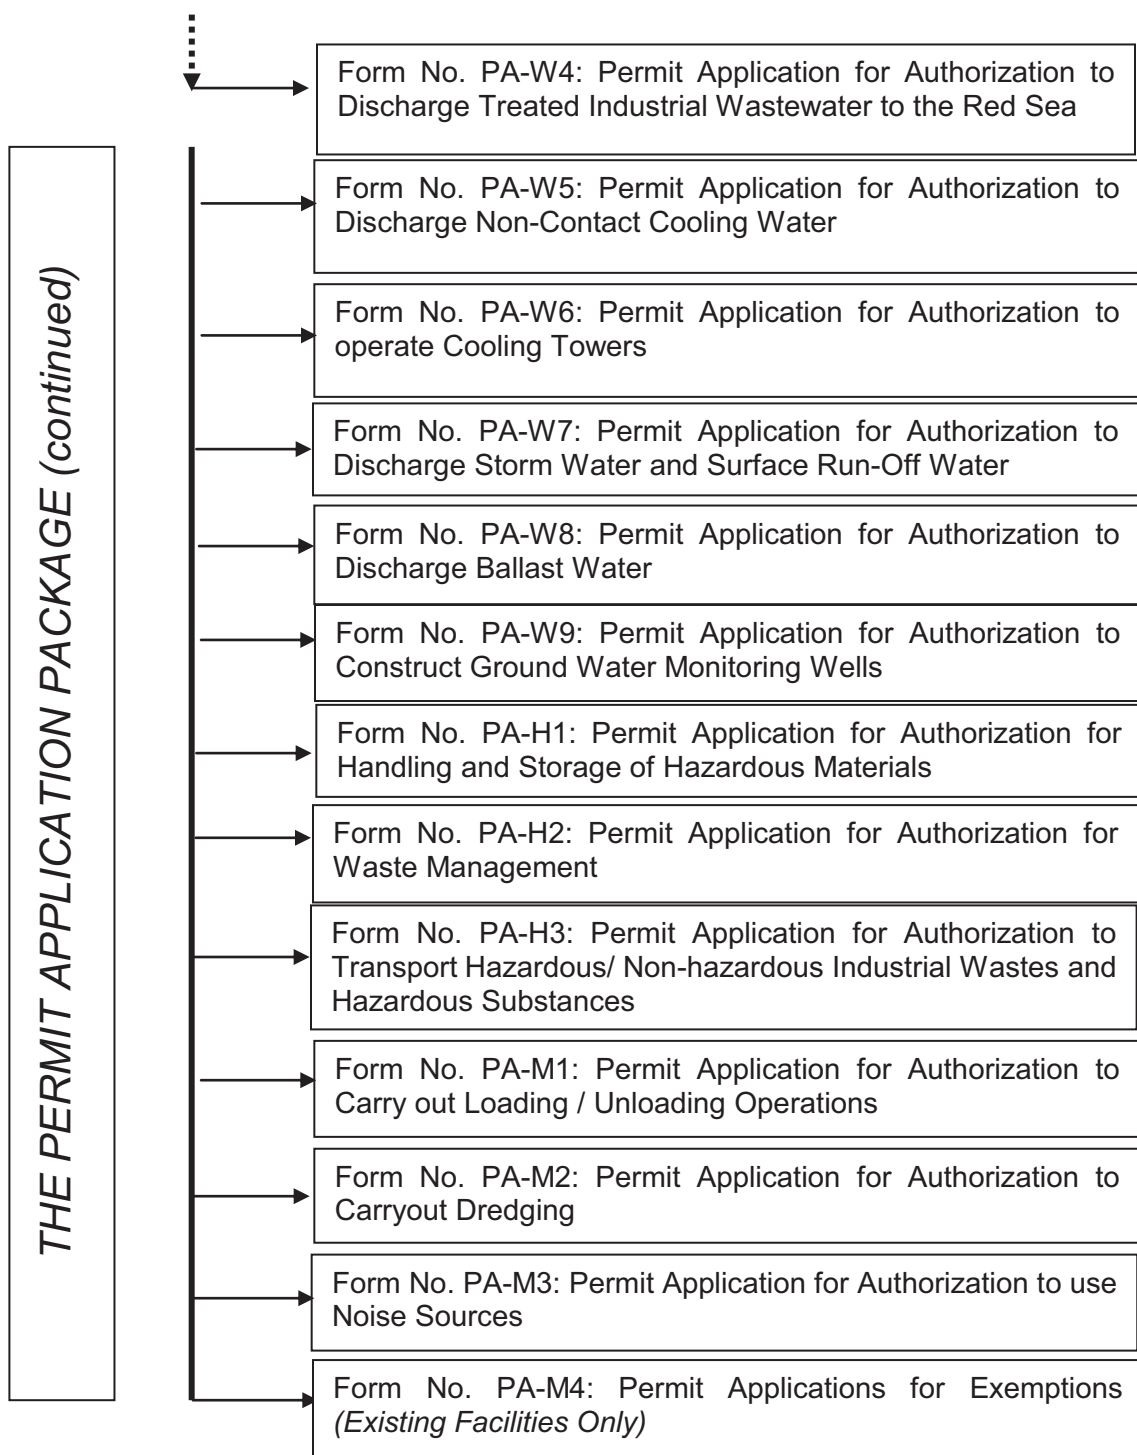 THE PERMIT APPLICATION PACKAGE (continued)
Form No. PA-W4: Permit Application for Authorization to
Discharge Treated Industrial Wastewater to the Red Sea
Form No. PA-W5: Permit Application for Authorization to
Discharge Non-Contact Cooling Water
Form No. PA-W6: Permit Application for Authorization to
operate Cooling Towers
Form No. PA-W7: Permit Application for Authorization to
Discharge Storm Water and Surface Run-Off Water
Form No. PA-W8: Permit Application for Authorization to
Discharge Ballast Water
Form No. PA-W9: Permit Application for Authorization to
Construct Ground Water Monitoring Wells
Form No. PA-H1: Permit Application for Authorization for
Handling and Storage of Hazardous Materials
Form No. PA-H2: Permit Application for Authorization for
Waste Management
Form No. PA-H3: Permit Application for Authorization to
Transport Hazardous/ Non-hazardous Industrial Wastes and
Hazardous Substances
Form No. PA-M1: Permit Application for Authorization to
Carry out Loading / Unloading Operations
Form No. PA-M2: Permit Application for Authorization to
Carryout Dredging
Form No. PA-M3: Permit Application for Authorization to use
Noise Sources
Form No. PA-M4: Permit Applications for Exemptions
(Existing Facilities Only)